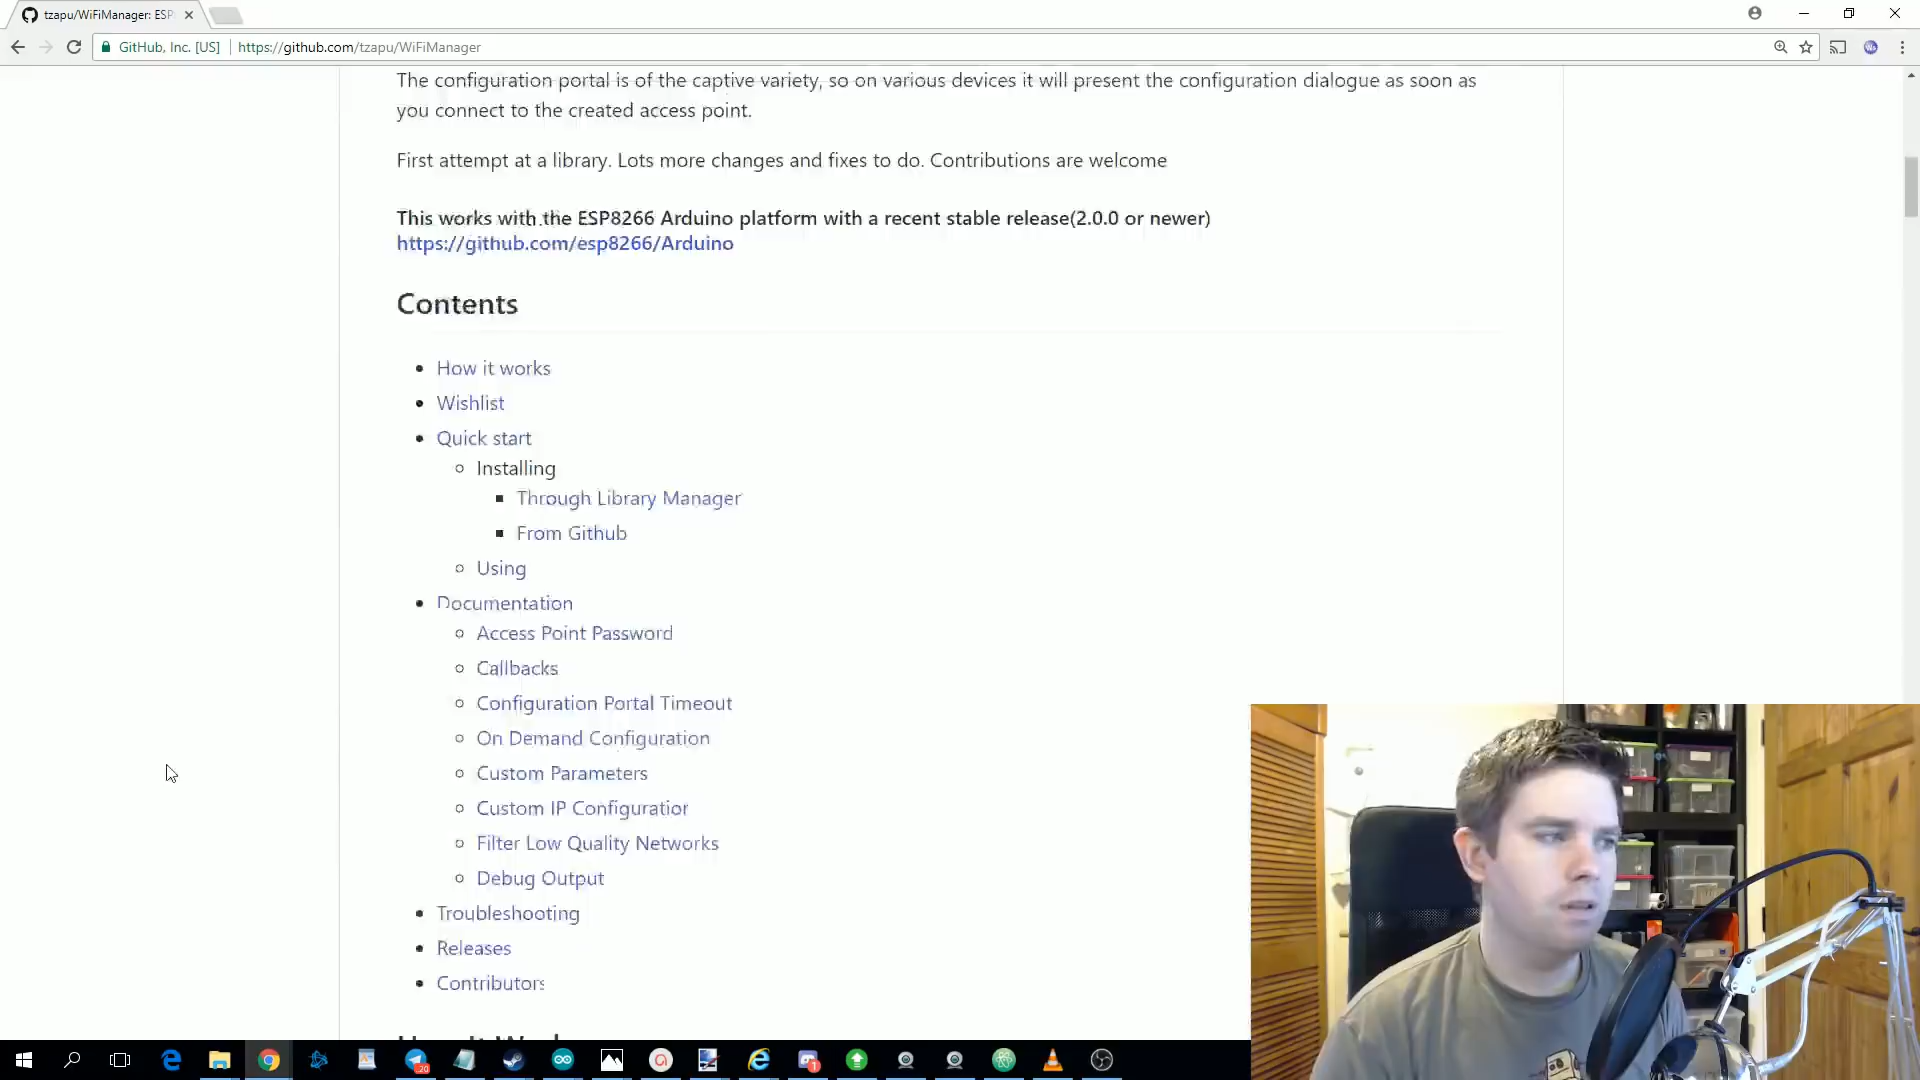 tzapu/WiFiManager: ESP
GitHub, Inc. [US]
https://github.com/tzapu/WiFiManager
The configuration portal is of the captive variety, so on various devices it will present the configuration dialogue as soon as
you connect to the created access point.
First attempt at a library. Lots more changes and fixes to do. Contributions are welcome
This works with the ESP8266 Arduino platform with a recent stable release(2.0.0 or newer)
https://github.com/esp8266/Arduino
Contents
How it works
Wishlist
Quick start
Installing
Through Library Manager
From Github
Using
Documentation
Access Point Password
Callbacks
Configuration Portal Timeout
On Demand Configuration
Custom Parameters
Custom IP Configuration
Filter Low Quality Networks
Debug Output
Troubleshooting
Releases
Contributors